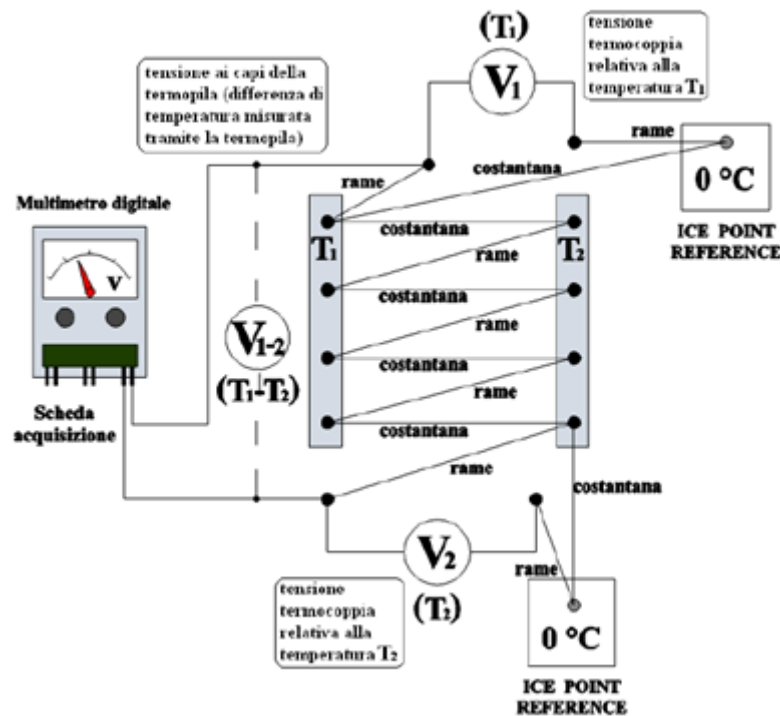 (T1)
V1
tensione
termocoppia
relativa alla
temperatura T1
tensione ai capi della
termopila (differenza di
temperatura misurata
tramite la termopila)
rame
0 °C
ICE POINT
REFERENCE
costantana
rame
Multimetro digitale
V
Scheda
acquisizione
V1-2
(T1-T2)
T1
T2
costantana
rame
costantana
rame
costantana
rame
costantana
rame
costantana
V2
(T2)
rame
tensione
termocoppia
relativa alla
temperatura T2
0 °C
ICE POINT
REFERENCE